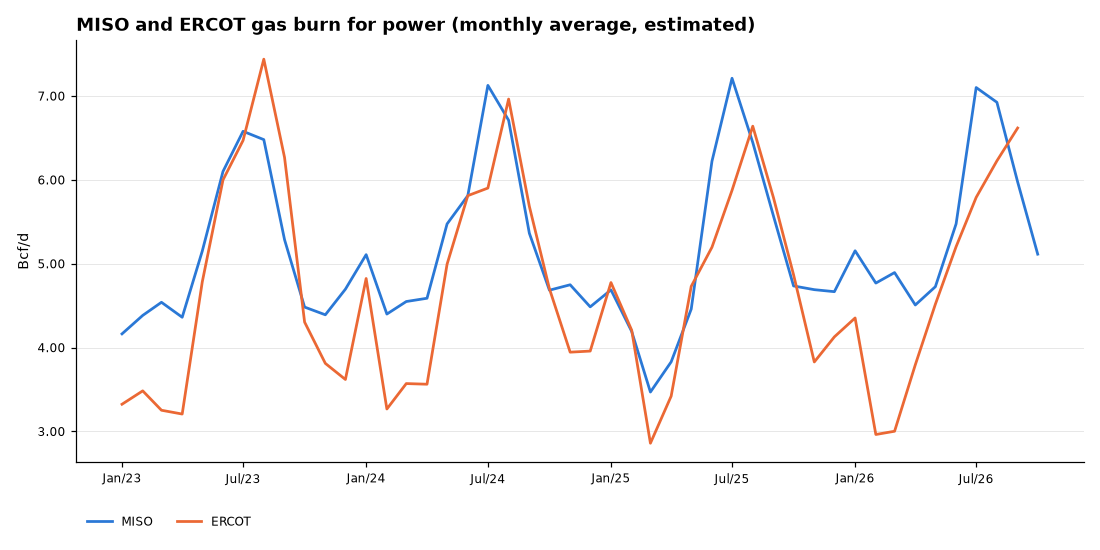 MISO and ERCOT gas burn for power (monthly average, estimated)
Bcf/d
7.00
6.00
5.00
4.00
3.00
Jan/23 Jul/23 Jan/24 Jul/24 Jan/25 Jul/25 Jan/26 Jul/26
MISO ERCOT